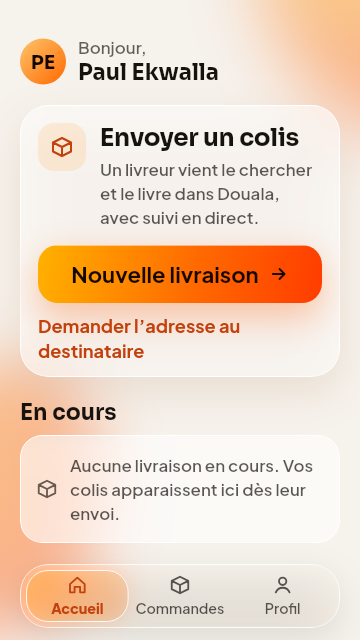 PE
Bonjour,
Paul Ekwalla
Envoyer un colis
Un livreur vient le chercher
et le livre dans Douala,
avec suivi en direct.
Nouvelle livraison →
Demander l’adresse au
destinataire
En cours
Aucune livraison en cours. Vos
colis apparaissent ici dès leur
envoi.
Accueil
Commandes
Profil